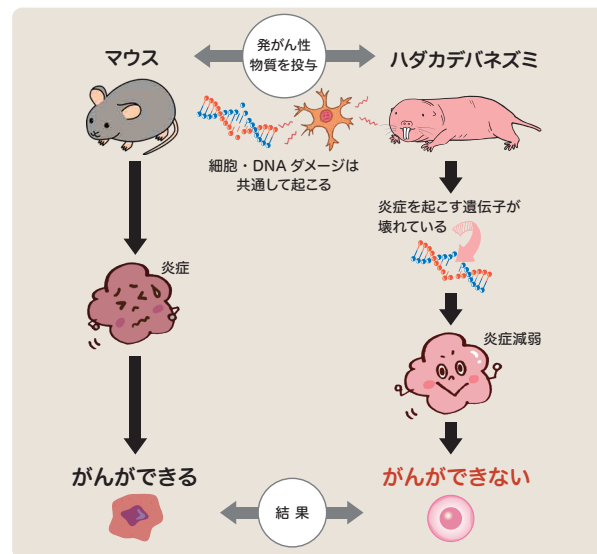 発がん性
物質を投与
マウス
ハダカデバネズミ
細胞・DNA ダメージは
共通して起こる
炎症を起こす遺伝子が
壊れている
炎症
炎症減弱
がんができる
がんができない
結 果